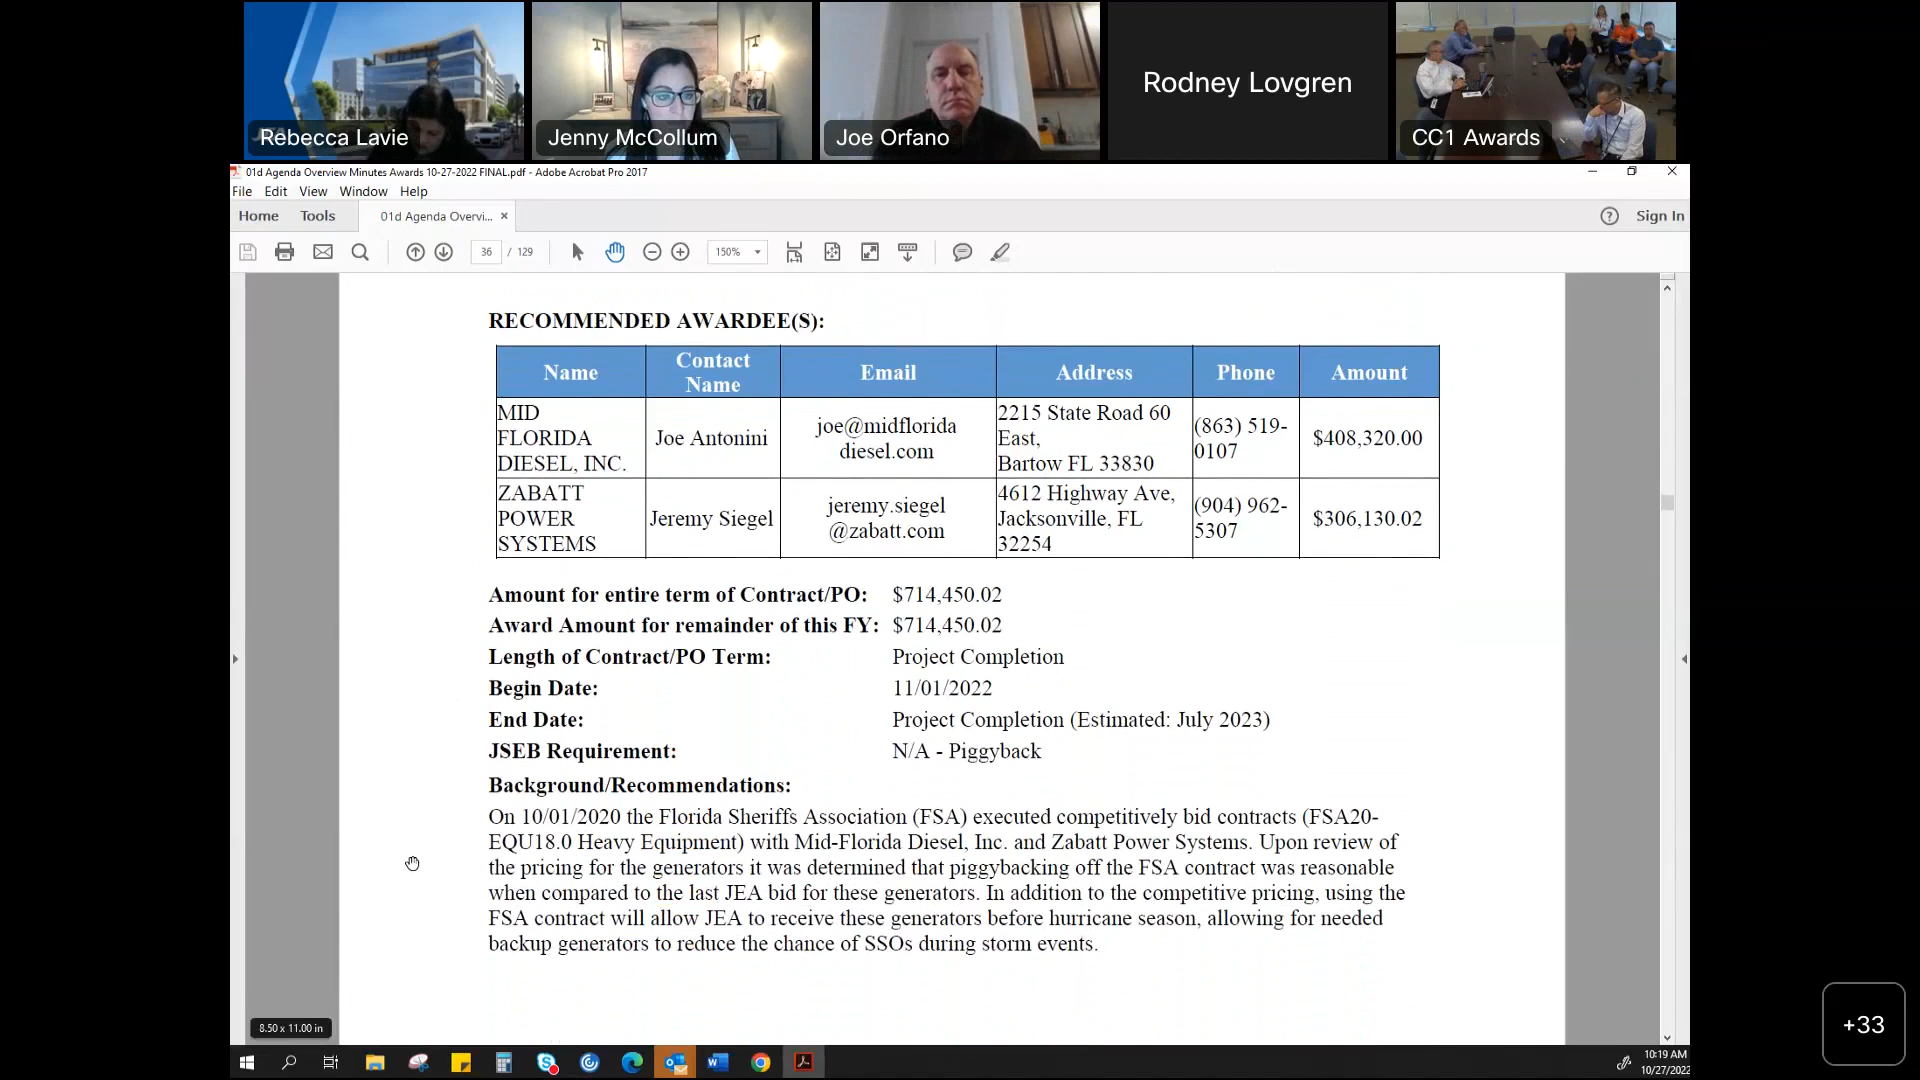 Rebecca Lavie
Jenny McCollum
Joe Orfano
Rodney Lovgren
CC1 Awards
01d Agenda Overview Minutes Awards 10-27-2022 FINAL.pdf - Adobe Acrobat Pro 2017
File Edit View Window Help
Home Tools 01d Agenda Overvi... × Sign In
36 / 129 150%
RECOMMENDED AWARDEE(S):
Name Contact Name Email Address Phone Amount
MID FLORIDA DIESEL, INC. Joe Antonini joe@midflorida diesel.com 2215 State Road 60 East, Bartow FL 33830 (863) 519-0107 $408,320.00
ZABATT POWER SYSTEMS Jeremy Siegel jeremy.siegel @zabatt.com 4612 Highway Ave, Jacksonville, FL 32254 (904) 962-5307 $306,130.02
Amount for entire term of Contract/PO: $714,450.02
Award Amount for remainder of this FY: $714,450.02
Length of Contract/PO Term: Project Completion
Begin Date: 11/01/2022
End Date: Project Completion (Estimated: July 2023)
JSEB Requirement: N/A - Piggyback
Background/Recommendations:
On 10/01/2020 the Florida Sheriffs Association (FSA) executed competitively bid contracts (FSA20-
EQU18.0 Heavy Equipment) with Mid-Florida Diesel, Inc. and Zabatt Power Systems. Upon review of
the pricing for the generators it was determined that piggybacking off the FSA contract was reasonable
when compared to the last JEA bid for these generators. In addition to the competitive pricing, using the
FSA contract will allow JEA to receive these generators before hurricane season, allowing for needed
backup generators to reduce the chance of SSOs during storm events.
8.50 x 11.00 in
+33
10:19 AM
10/27/2022